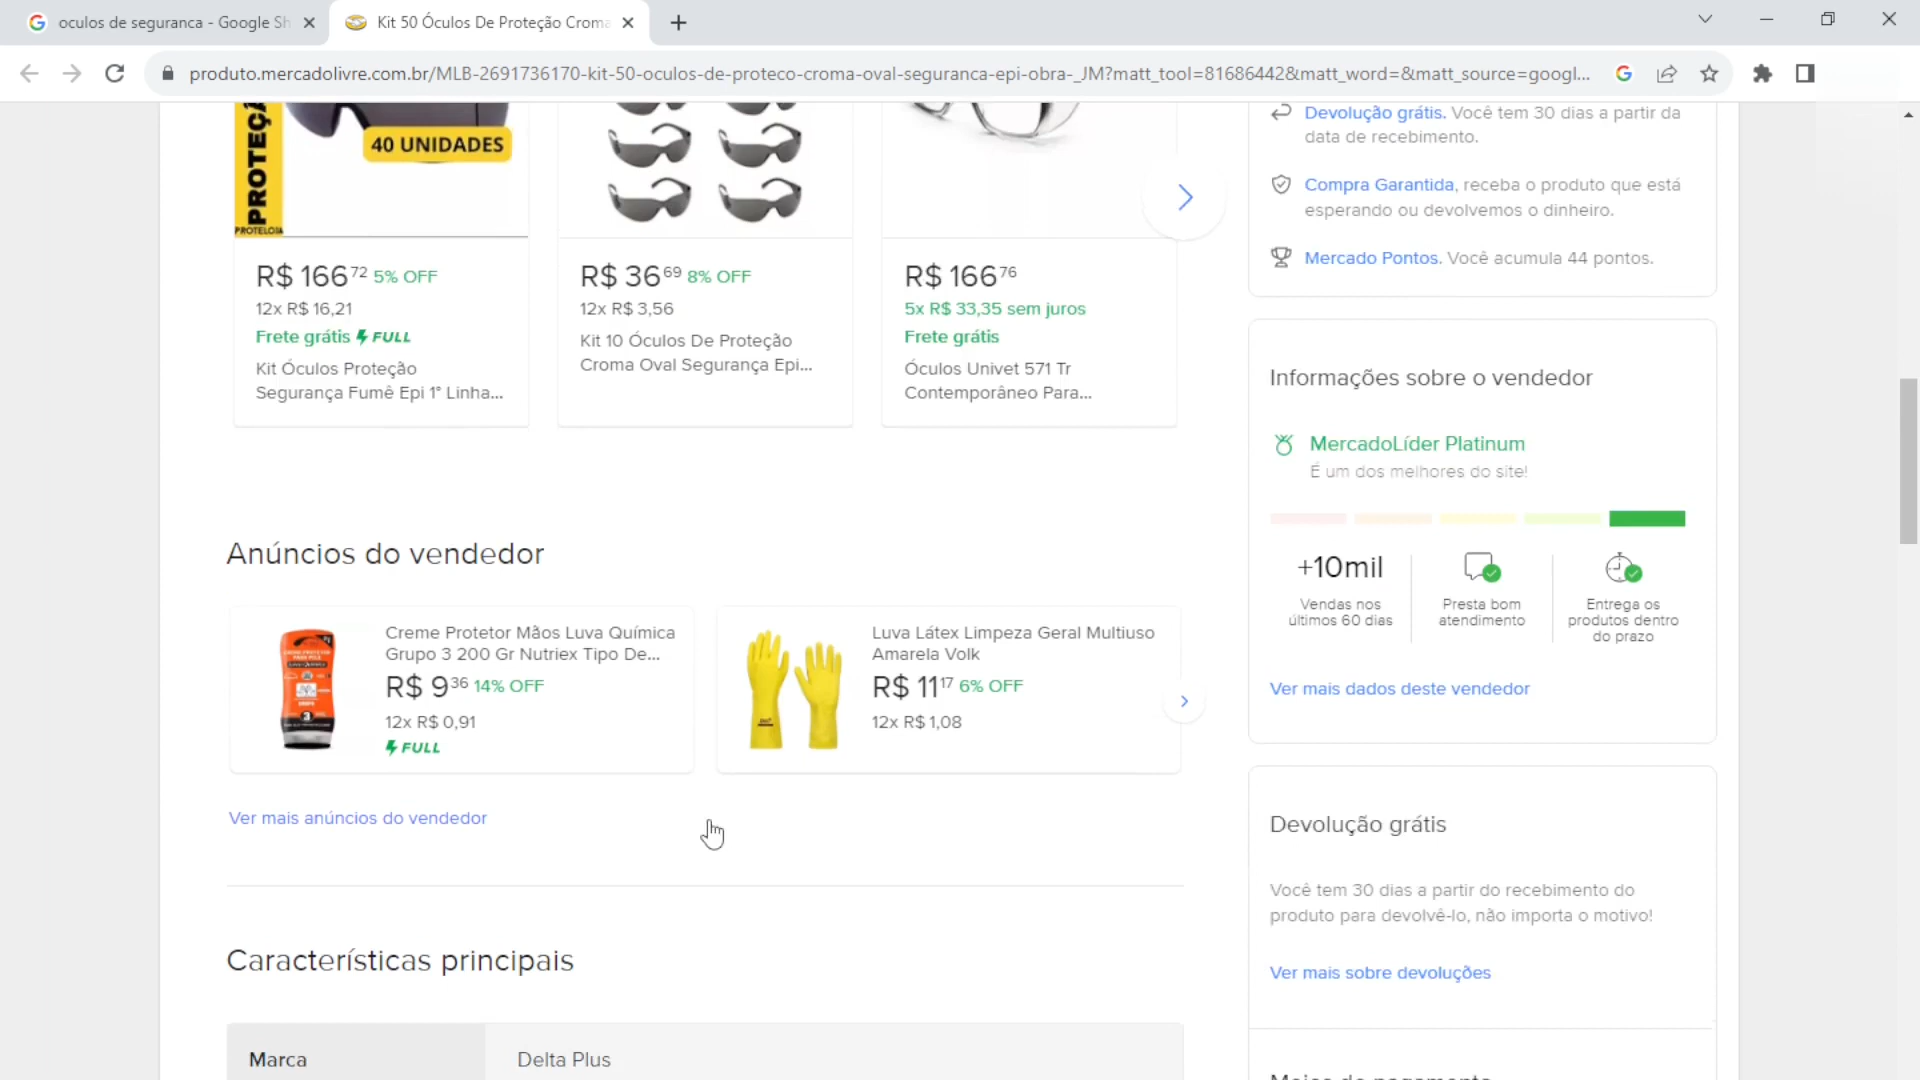 oculos de seguranca - Google Sh
Kit 50 Óculos De Proteção Croma
produto.mercadolivre.com.br/MLB-2691736170-kit-50-oculos-de-proteco-croma-oval-seguranca-epi-obra-_JM?matt_tool=81686442&matt_word=&matt_source=googl...
PROTEÇÃ
40 UNIDADES
PROTELOJA
R$ 166 72 5% OFF
12x R$ 16,21
Frete grátis FULL
Kit Óculos Proteção
Segurança Fumê Epi 1° Linha...
R$ 36 69 8% OFF
12x R$ 3,56
Kit 10 Óculos De Proteção
Croma Oval Segurança Epi...
R$ 166 76
5x R$ 33,35 sem juros
Frete grátis
Óculos Univet 571 Tr
Contemporâneo Para...
Anúncios do vendedor
Creme Protetor Mãos Luva Química
Grupo 3 200 Gr Nutriex Tipo De...
R$ 9 36 14% OFF
12x R$ 0,91
FULL
Luva Látex Limpeza Geral Multiuso
Amarela Volk
R$ 11 17 6% OFF
12x R$ 1,08
Ver mais anúncios do vendedor
Características principais
Marca
Delta Plus
Devolução grátis. Você tem 30 dias a partir da
data de recebimento.
Compra Garantida, receba o produto que está
esperando ou devolvemos o dinheiro.
Mercado Pontos. Você acumula 44 pontos.
Informações sobre o vendedor
MercadoLíder Platinum
É um dos melhores do site!
+10mil
Vendas nos
últimos 60 dias
Presta bom
atendimento
Entrega os
produtos dentro
do prazo
Ver mais dados deste vendedor
Devolução grátis
Você tem 30 dias a partir do recebimento do
produto para devolvê-lo, não importa o motivo!
Ver mais sobre devoluções
Meios de pagamento